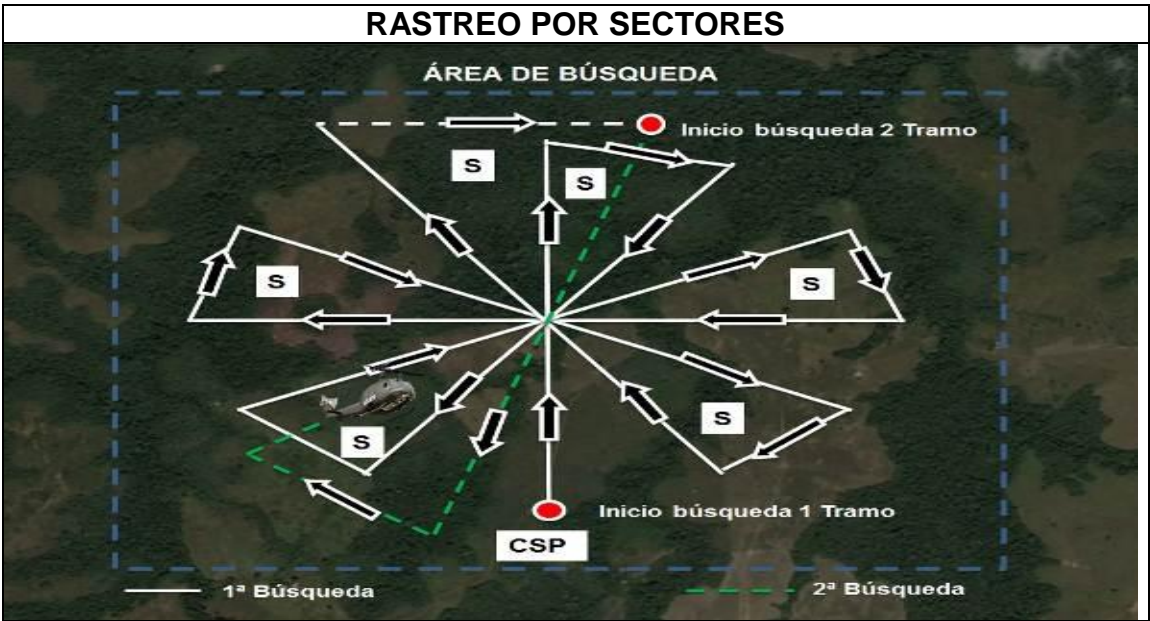 RASTREO POR SECTORES
ÁREA DE BÚSQUEDA
Inicio búsqueda 2 Tramo
S
S
S
S
S
S
Inicio búsqueda 1 Tramo
CSP
1ª Búsqueda
2ª Búsqueda